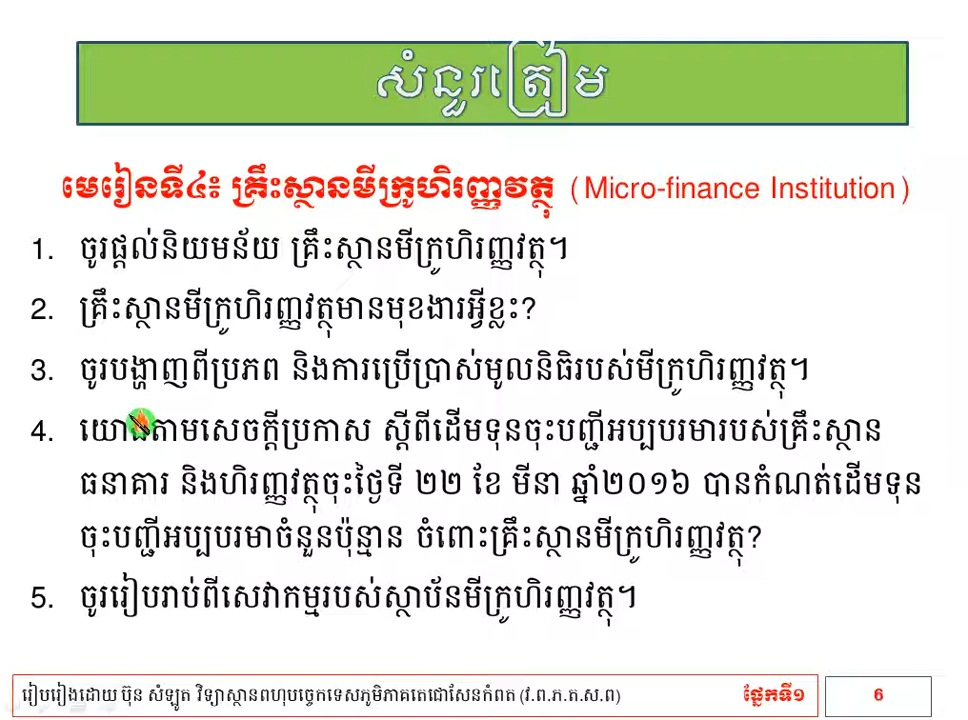 សំនួរត្រៀម
មេរៀនទី៤៖ គ្រឹះស្ថានមីក្រូហិរញ្ញវត្ថុ (Micro-finance Institution)
1. ចូរផ្តល់និយមន័យ គ្រឹះស្ថានមីក្រូហិរញ្ញវត្ថុ។
2. គ្រឹះស្ថានមីក្រូហិរញ្ញវត្ថុមានមុខងារអ្វីខ្លះ?
3. ចូរបង្ហាញពីប្រភព និងការប្រើប្រាស់មូលនិធិរបស់មីក្រូហិរញ្ញវត្ថុ។
4. យោងតាមសេចក្តីប្រកាស ស្តីពីដើមទុនចុះបញ្ជីអប្បបរមារបស់គ្រឹះស្ថាន
ធនាគារ និងហិរញ្ញវត្ថុចុះថ្ងៃទី ២២ ខែ មីនា ឆ្នាំ២០១៦ បានកំណត់ដើមទុន
ចុះបញ្ជីអប្បបរមាចំនួនប៉ុន្មាន ចំពោះគ្រឹះស្ថានមីក្រូហិរញ្ញវត្ថុ?
5. ចូររៀបរាប់ពីសេវាកម្មរបស់ស្ថាប័នមីក្រូហិរញ្ញវត្ថុ។
រៀបរៀងដោយ ប៊ុន សំឡូត វិទ្យាស្ថានពហុបច្ចេកទេសភូមិភាគតេជោសែនកំពត (វ.ព.ភ.ត.ស.ព) ផ្នែកទី១ 6